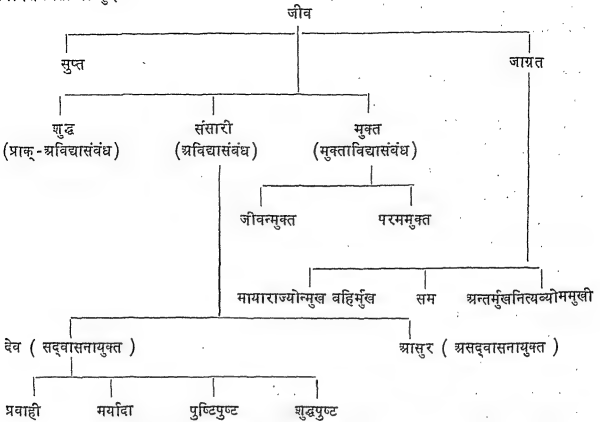 जीव
सुप्त जाग्रत
शुद्ध संसारी मुक्त
(प्राक्-अविद्यासंबंध) (अविद्यासंबंध) (मुक्ताविद्यासंबंध)
जीवन्मुक्त परममुक्त
मायाराज्योन्मुख वहिर्मुख सम अन्तर्मुखनित्यव्योममुखी
देव ( सद्वासनायुक्त ) आसुर ( असद्वासनायुक्त )
प्रवाही मर्यादा पुष्टिपुष्ट शुद्धपुष्ट